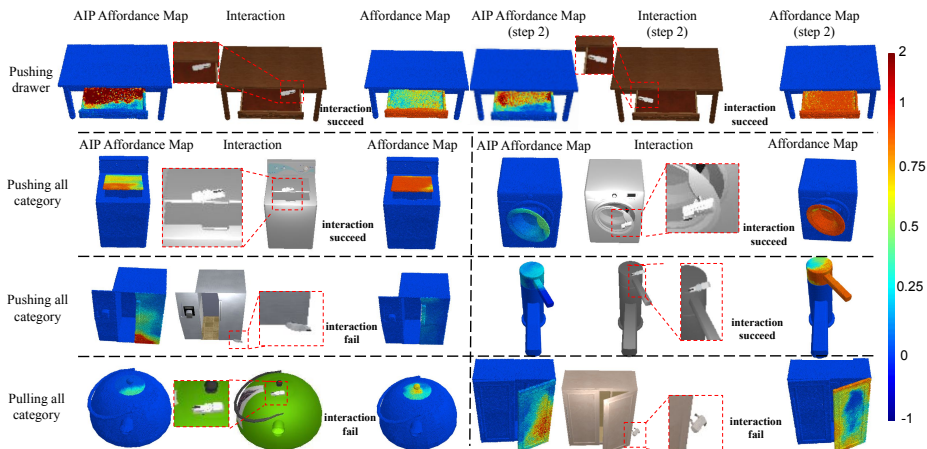 AIP Affordance Map Interaction Affordance Map AIP Affordance Map (step 2) Interaction (step 2) Affordance Map (step 2)
Pushing drawer
interaction succeed
interaction succeed
AIP Affordance Map Interaction Affordance Map AIP Affordance Map Interaction Affordance Map
Pushing all category
interaction succeed
interaction succeed
Pushing all category
interaction fail
interaction succeed
Pulling all category
interaction fail
interaction fail
2
1
0.75
0.5
0.25
0
-1